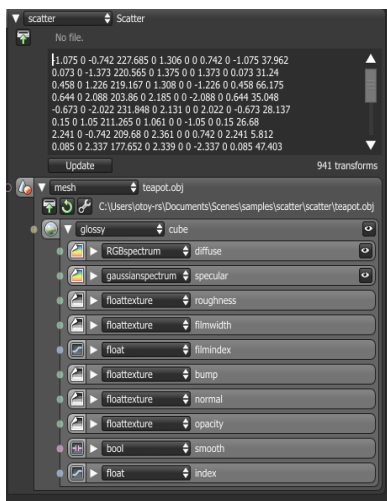 scatter Scatter
No file.
-1.075 0 -0.742 227.685 0 1.306 0 0 0.742 0 -1.075 37.962
0.073 0 -1.373 220.565 0 1.375 0 0 1.373 0 0.073 31.24
0.458 0 1.226 219.167 0 1.308 0 0 -1.226 0 0.458 66.175
0.644 0 2.088 203.86 0 2.185 0 0 -2.088 0 0.644 35.048
-0.673 0 -2.022 231.848 0 2.131 0 0 2.022 0 -0.673 28.137
0.15 0 1.05 211.265 0 1.061 0 0 -1.05 0 0.15 26.68
2.241 0 -0.742 209.68 0 2.361 0 0 0.742 0 2.241 5.812
0.085 0 2.337 177.652 0 2.339 0 0 -2.337 0 0.085 47.403
Update 941 transforms
mesh teapot.obj
C:\Users\otoy-rs\Documents\Scenes\samples\scatter\scatter\teapot.obj
glossy cube
RGBspectrum diffuse
gaussianspectrum specular
floattexture roughness
floattexture filmwidth
float filmindex
floattexture bump
floattexture normal
floattexture opacity
bool smooth
float index